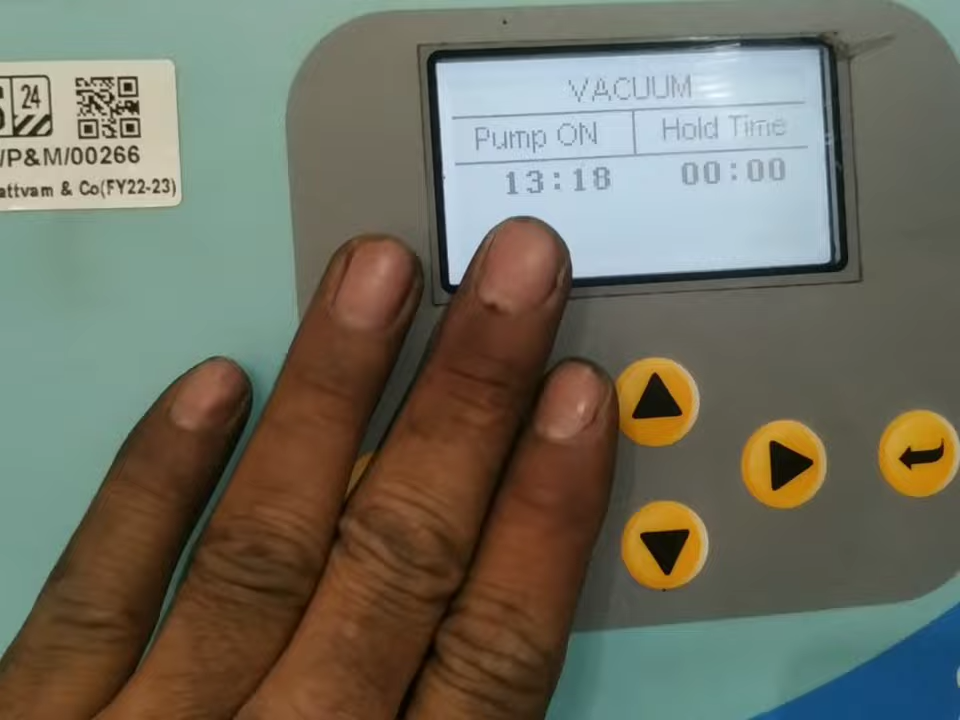 S 24
/P&M/00266
attvam & Co(FY22-23)
VACUUM
Pump ON Hold Time
13:18 00:00